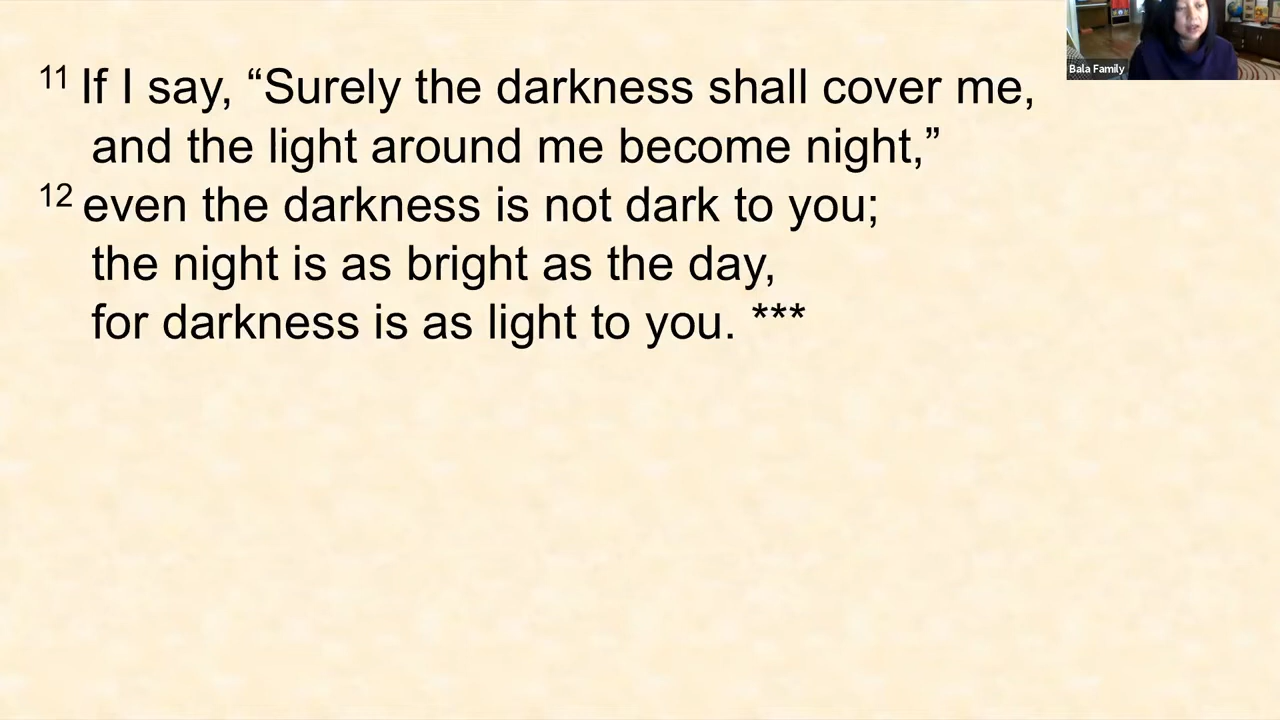 11 If I say, “Surely the darkness shall cover me,
and the light around me become night,”
12 even the darkness is not dark to you;
the night is as bright as the day,
for darkness is as light to you. ***
Bala Family